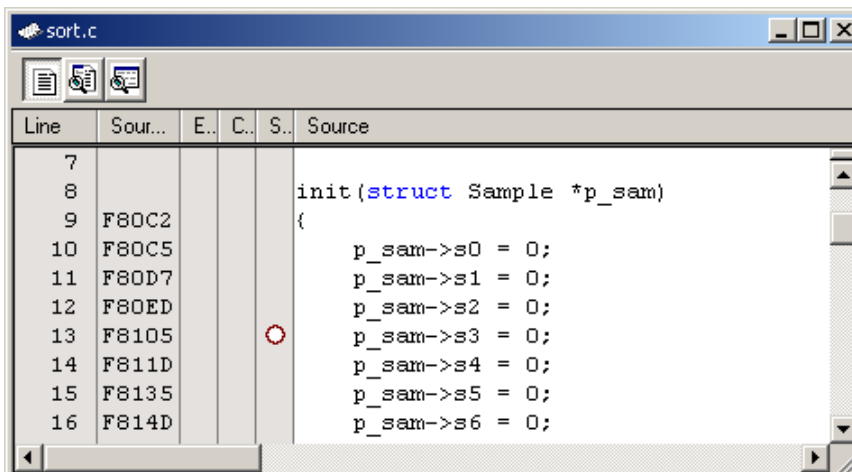 sort.c
Line Sour... E.. C.. S.. Source
7
8 init(struct Sample *p_sam)
9 F80C2 {
10 F80C5 p_sam->s0 = 0;
11 F80D7 p_sam->s1 = 0;
12 F80ED p_sam->s2 = 0;
13 F8105 p_sam->s3 = 0;
14 F811D p_sam->s4 = 0;
15 F8135 p_sam->s5 = 0;
16 F814D p_sam->s6 = 0;